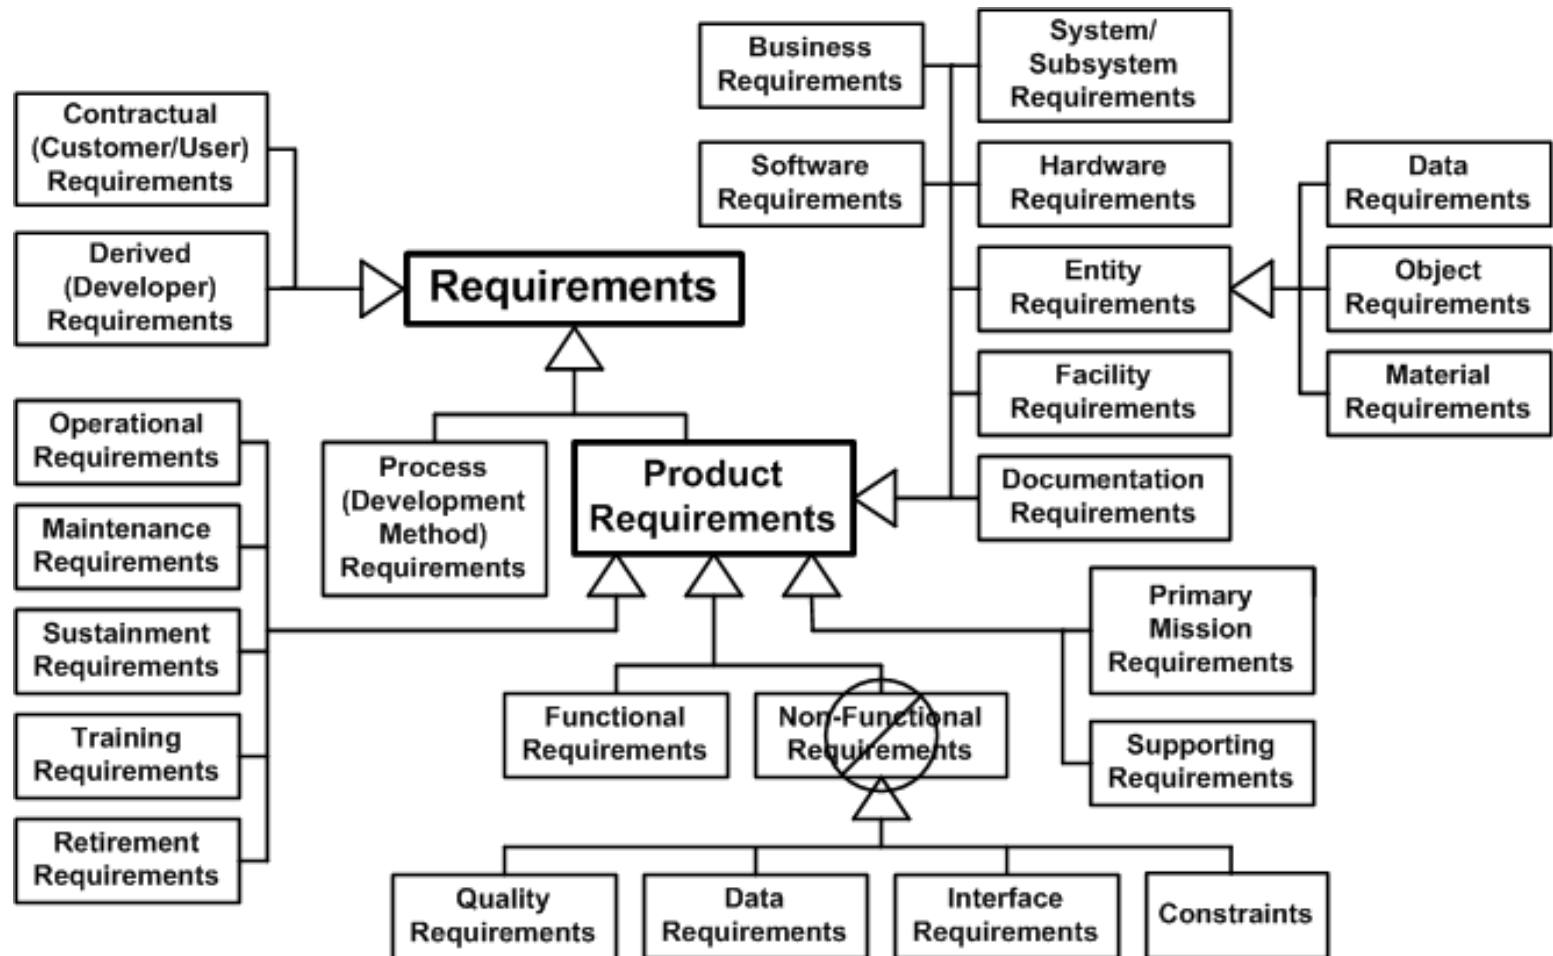 Business
Requirements
System/
Subsystem
Requirements
Contractual
(Customer/User)
Requirements
Software
Requirements
Hardware
Requirements
Data
Requirements
Derived
(Developer)
Requirements
Requirements
Entity
Requirements
Object
Requirements
Facility
Requirements
Material
Requirements
Operational
Requirements
Process
(Development
Method)
Requirements
Product
Requirements
Documentation
Requirements
Maintenance
Requirements
Primary
Mission
Requirements
Sustainment
Requirements
Functional
Requirements
Non-Functional
Requirements
Training
Requirements
Supporting
Requirements
Retirement
Requirements
Quality
Requirements
Data
Requirements
Interface
Requirements
Constraints